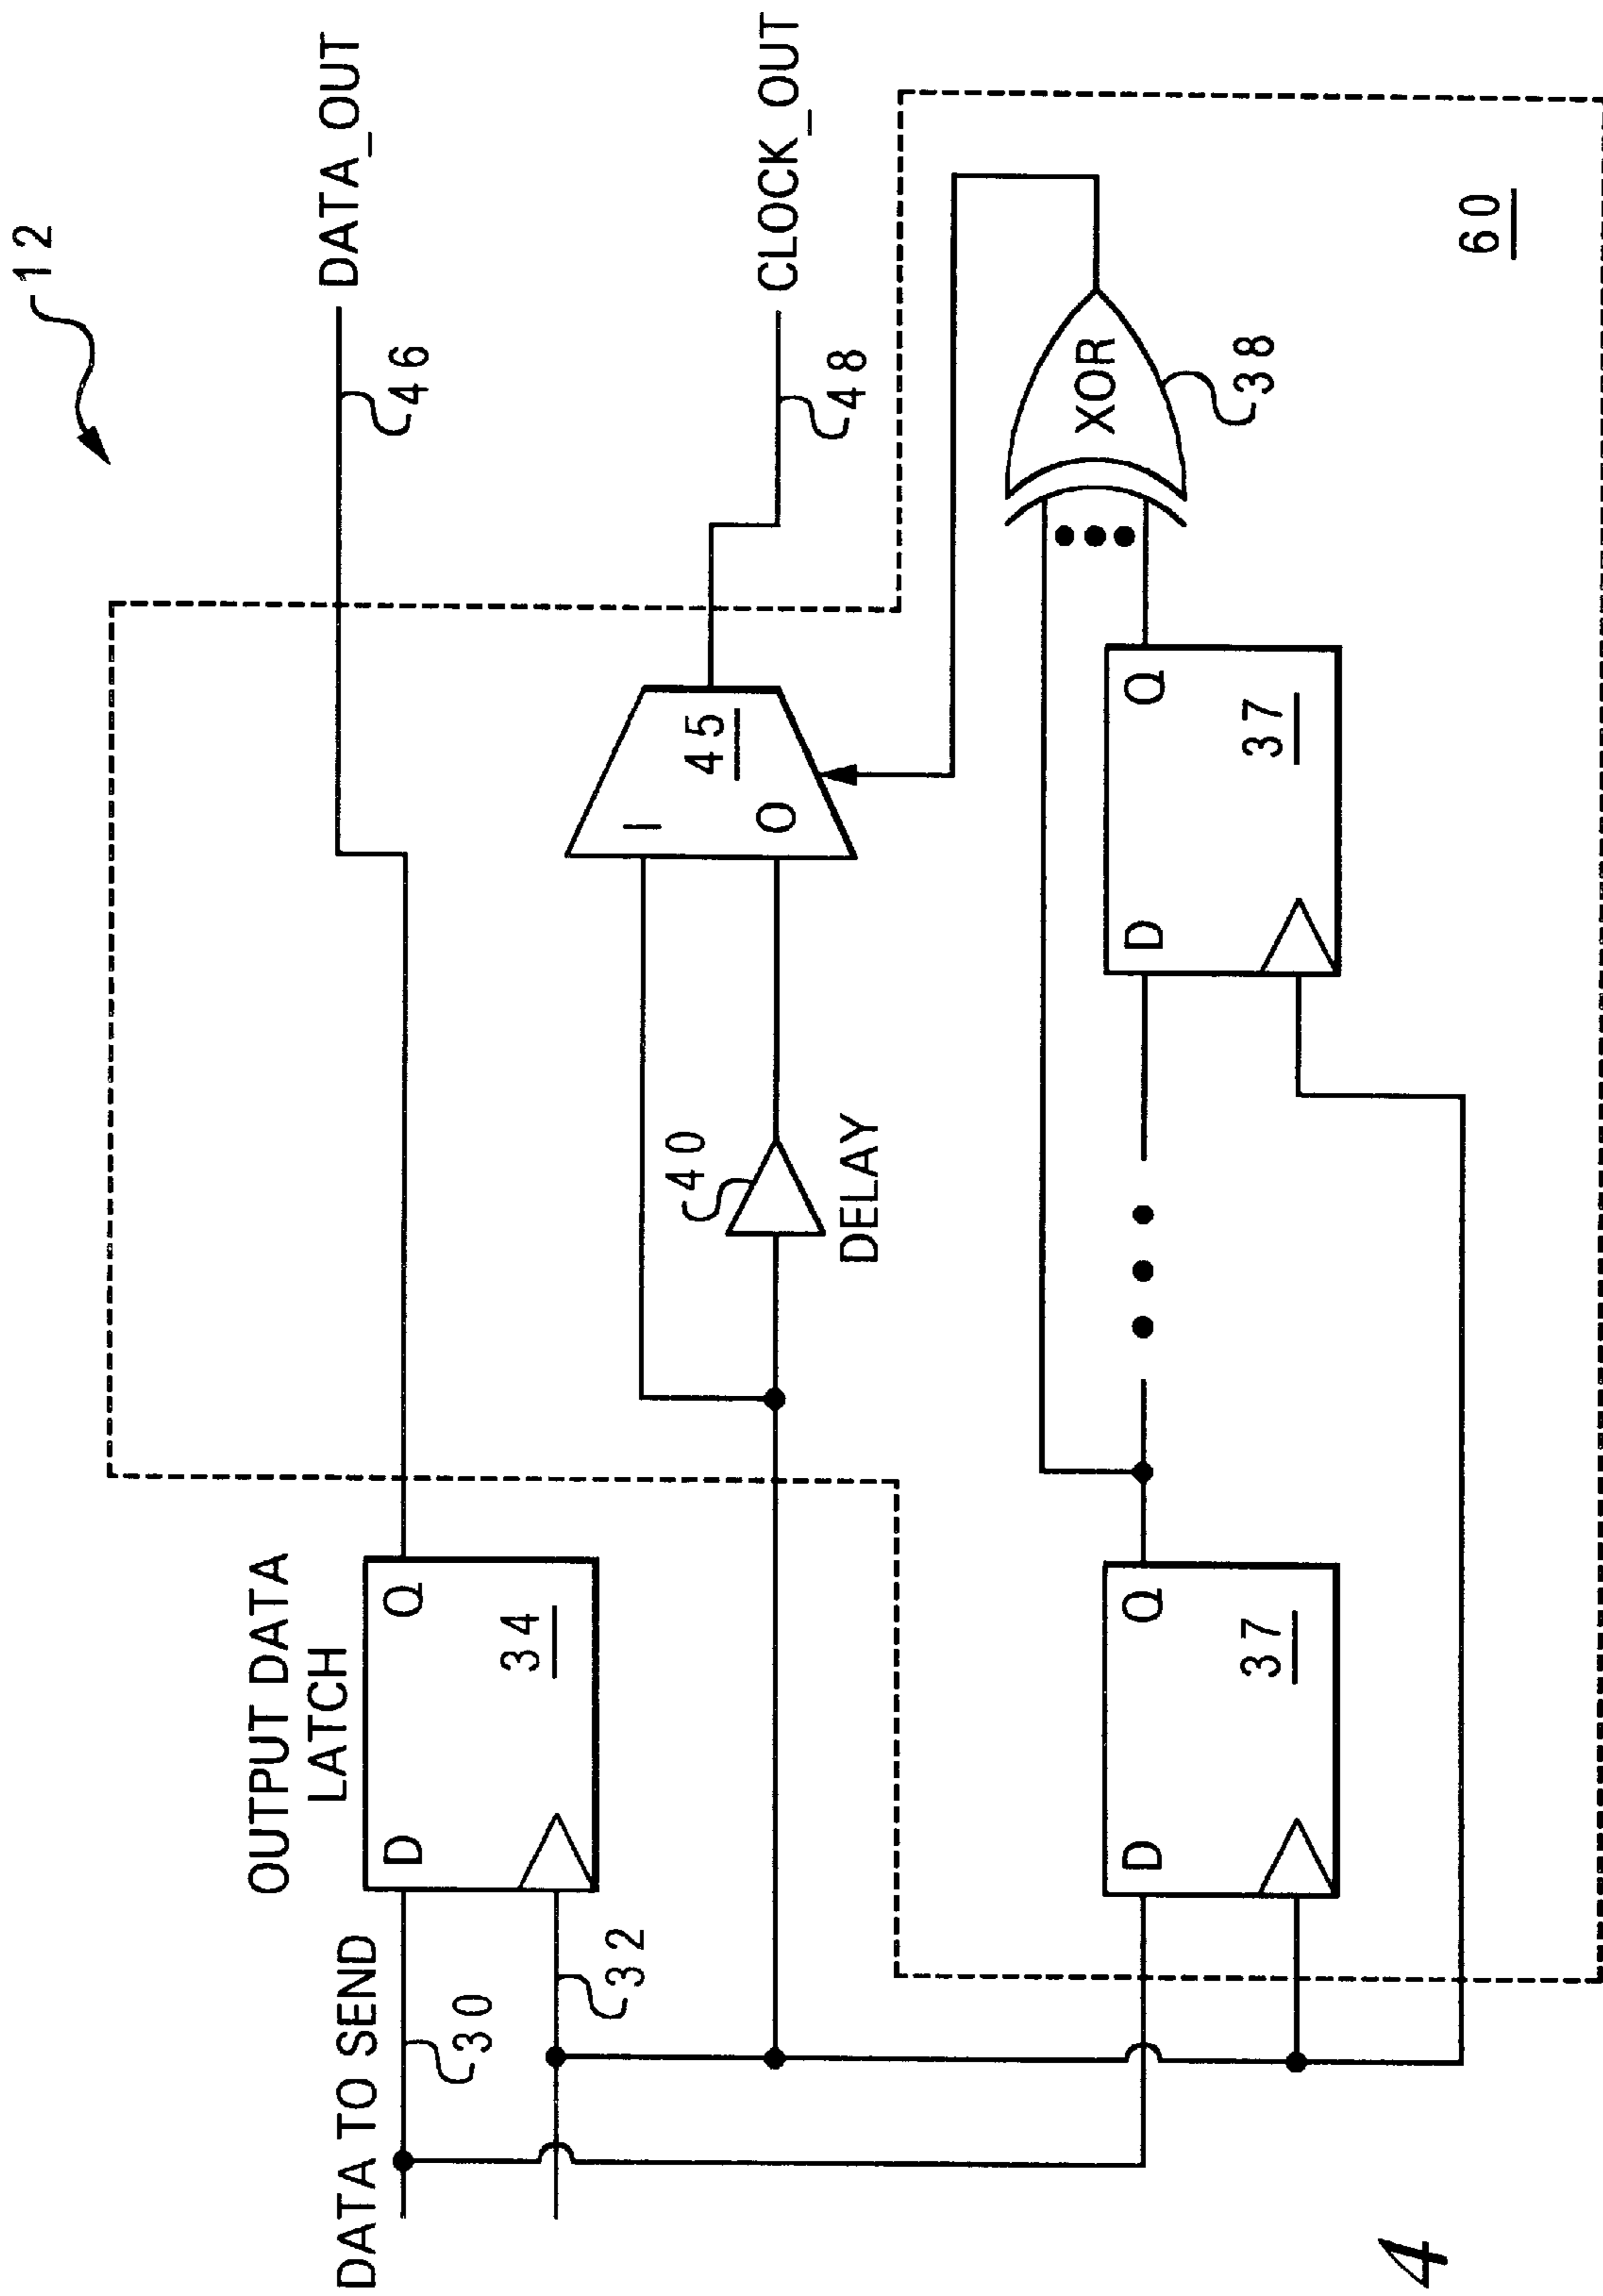 12
DATA TO SEND
30
32
OUTPUT DATA
LATCH
D
Q
34
46
DATA_OUT
40
DELAY
I
O
45
48
CLOCK_OUT
D
Q
37
D
Q
37
XOR
38
60
4